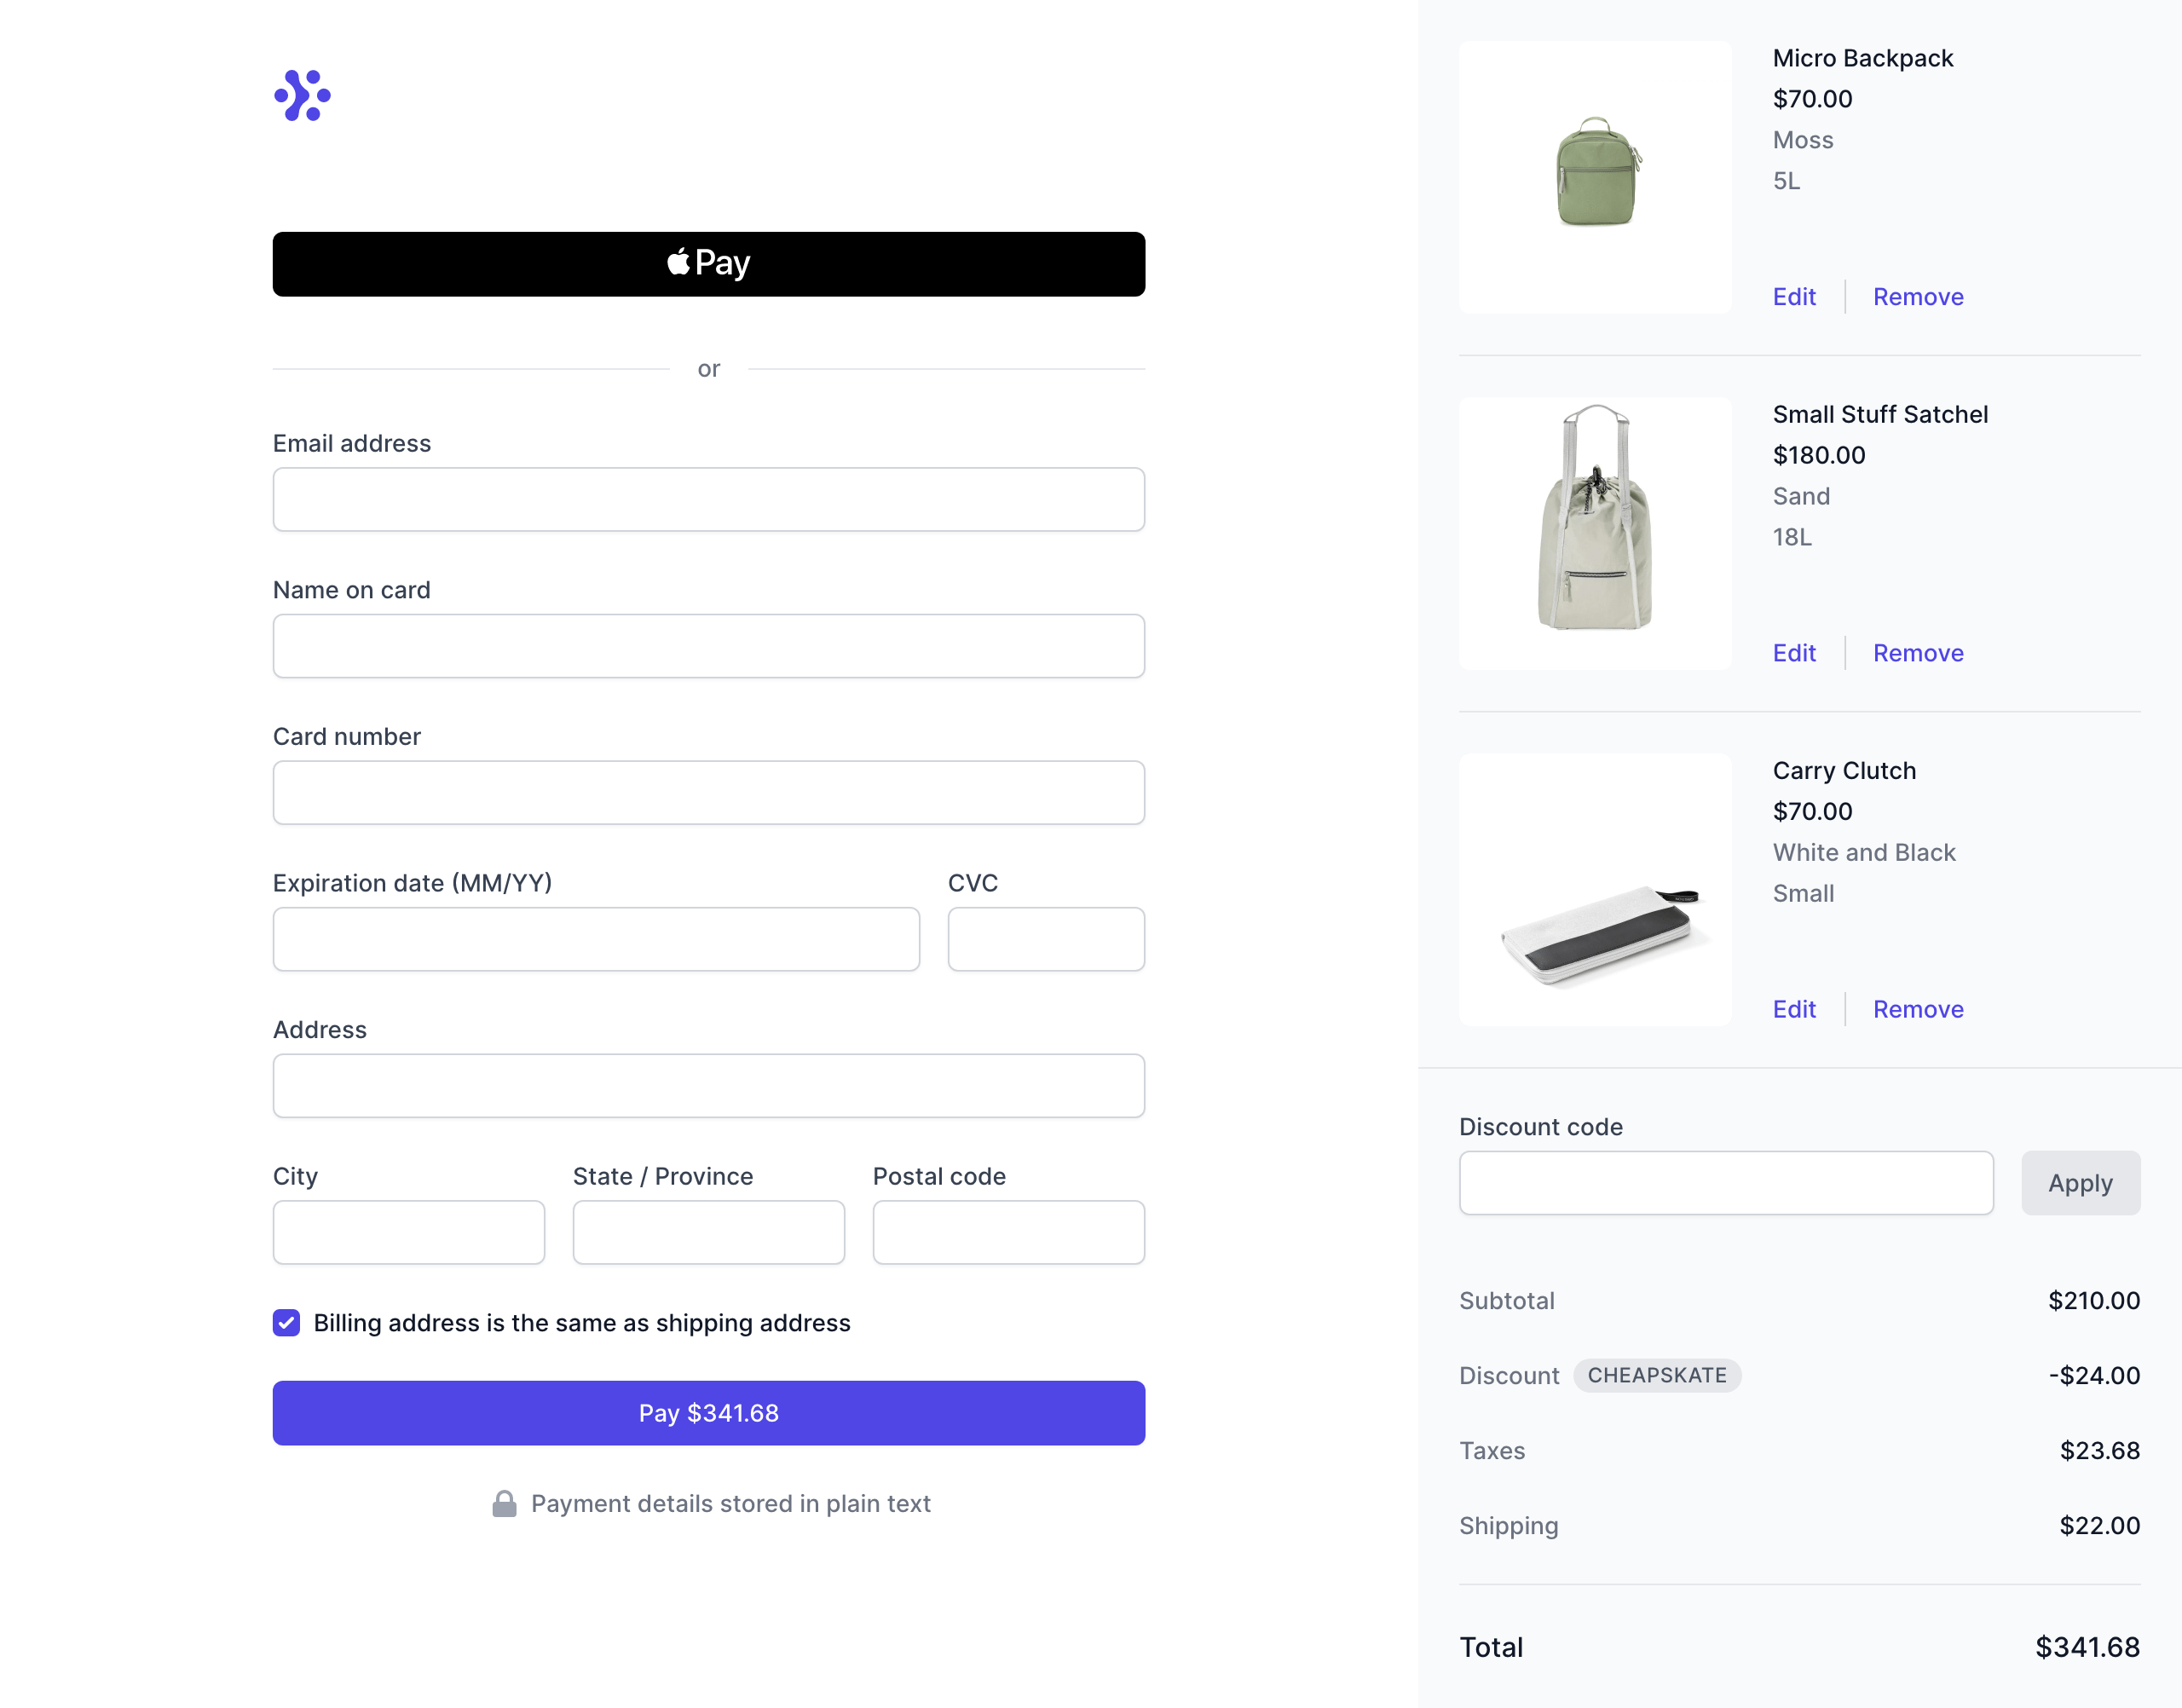 Pay
or
Email address
Name on card
Card number
Expiration date (MM/YY)
CVC
Address
City
State / Province
Postal code
Billing address is the same as shipping address
Pay $341.68
Payment details stored in plain text
Micro Backpack
$70.00
Moss
5L
Edit
Remove
Small Stuff Satchel
$180.00
Sand
18L
Edit
Remove
Carry Clutch
$70.00
White and Black
Small
Edit
Remove
Discount code
Apply
Subtotal $210.00
Discount CHEAPSKATE -$24.00
Taxes $23.68
Shipping $22.00
Total $341.68